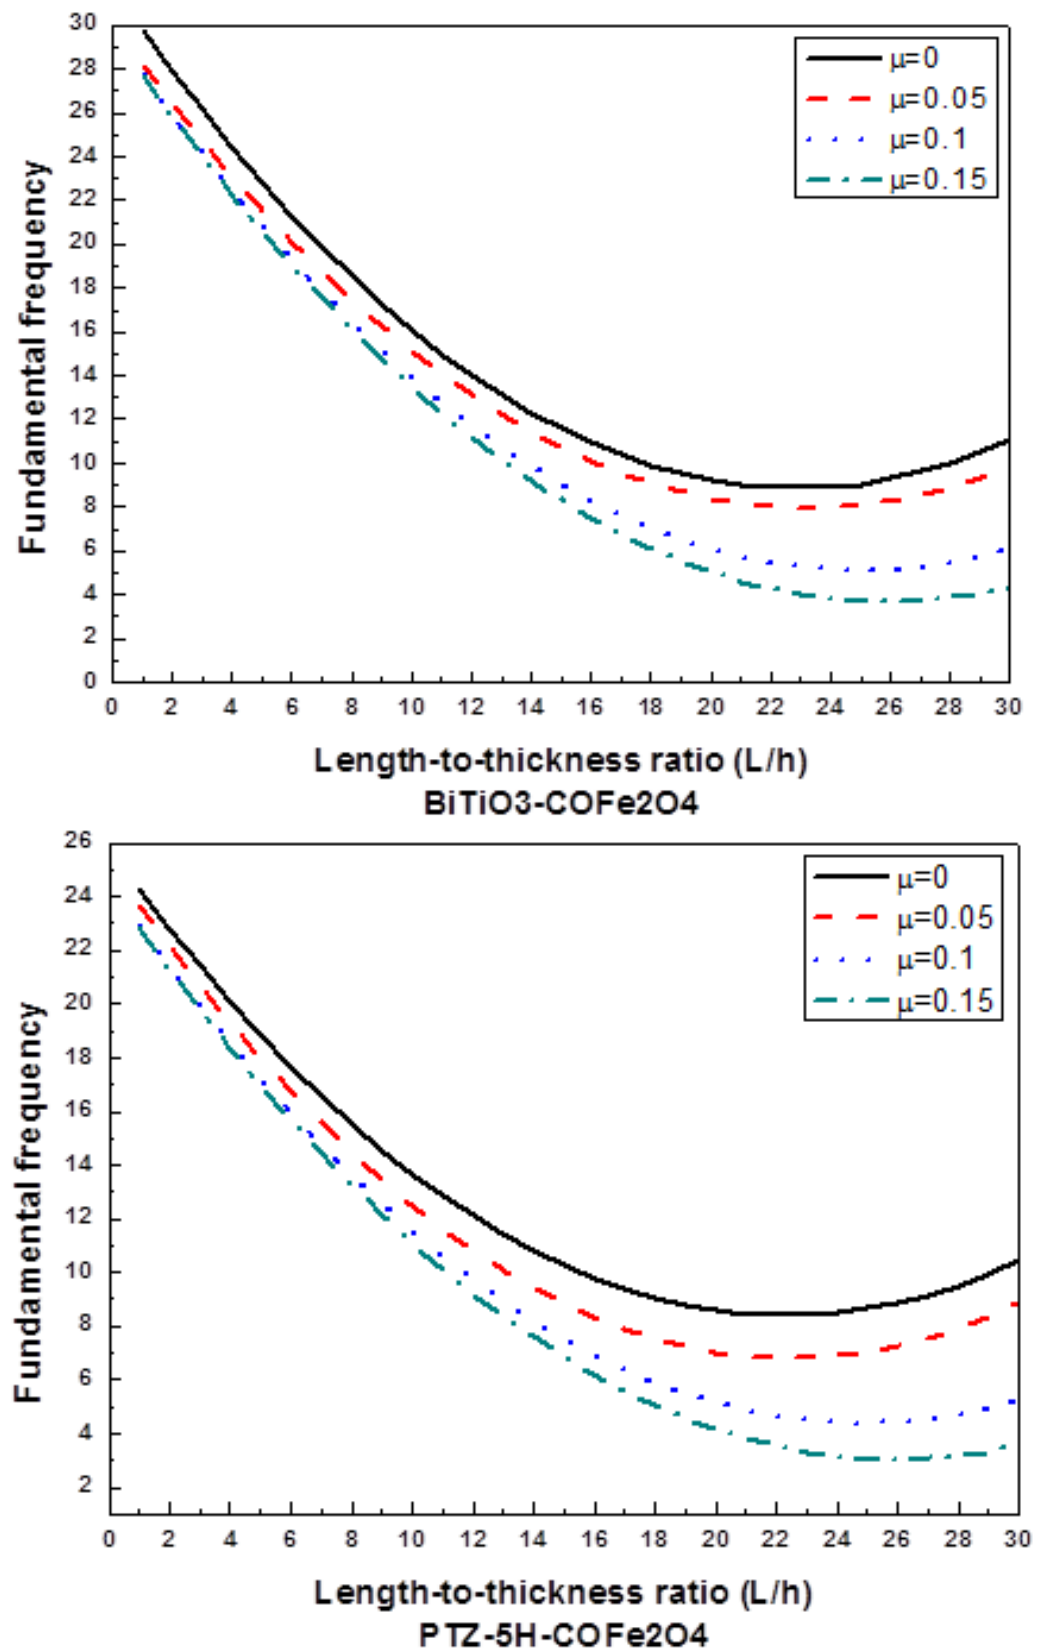 30
28
26
24
22
20
18
16
14
12
10
8
6
4
2
0
Fundamental frequency
μ=0
μ=0.05
μ=0.1
μ=0.15
0 2 4 6 8 10 12 14 16 18 20 22 24 26 28 30
Length-to-thickness ratio (L/h)
BiTiO3-COFe2O4
26
24
22
20
18
16
14
12
10
8
6
4
2
Fundamental frequency
μ=0
μ=0.05
μ=0.1
μ=0.15
0 2 4 6 8 10 12 14 16 18 20 22 24 26 28 30
Length-to-thickness ratio (L/h)
PTZ-5H-COFe2O4